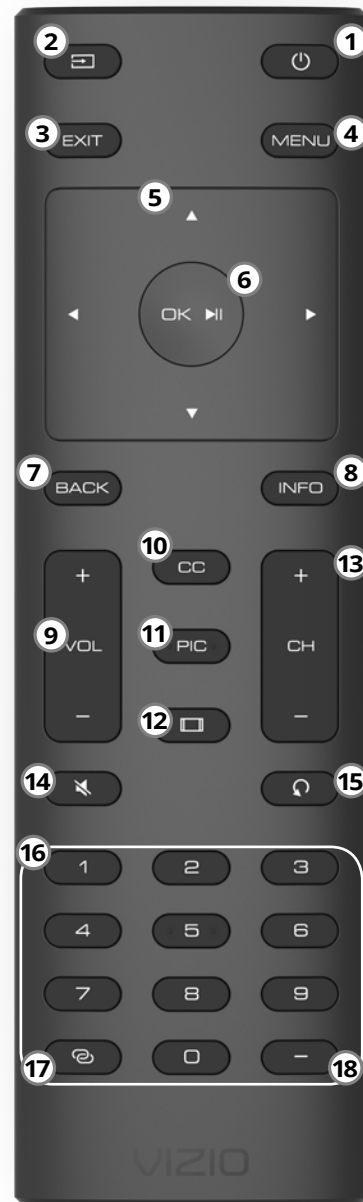 2 1
3 EXIT MENU 4
5
OK 6
7 BACK INFO 8
10 CC 13
+ +
9 VOL 11 PIC CH
12
– –
14 15
16
1 2 3
4 5 6
7 8 9
17 0 – 18
VIZIO